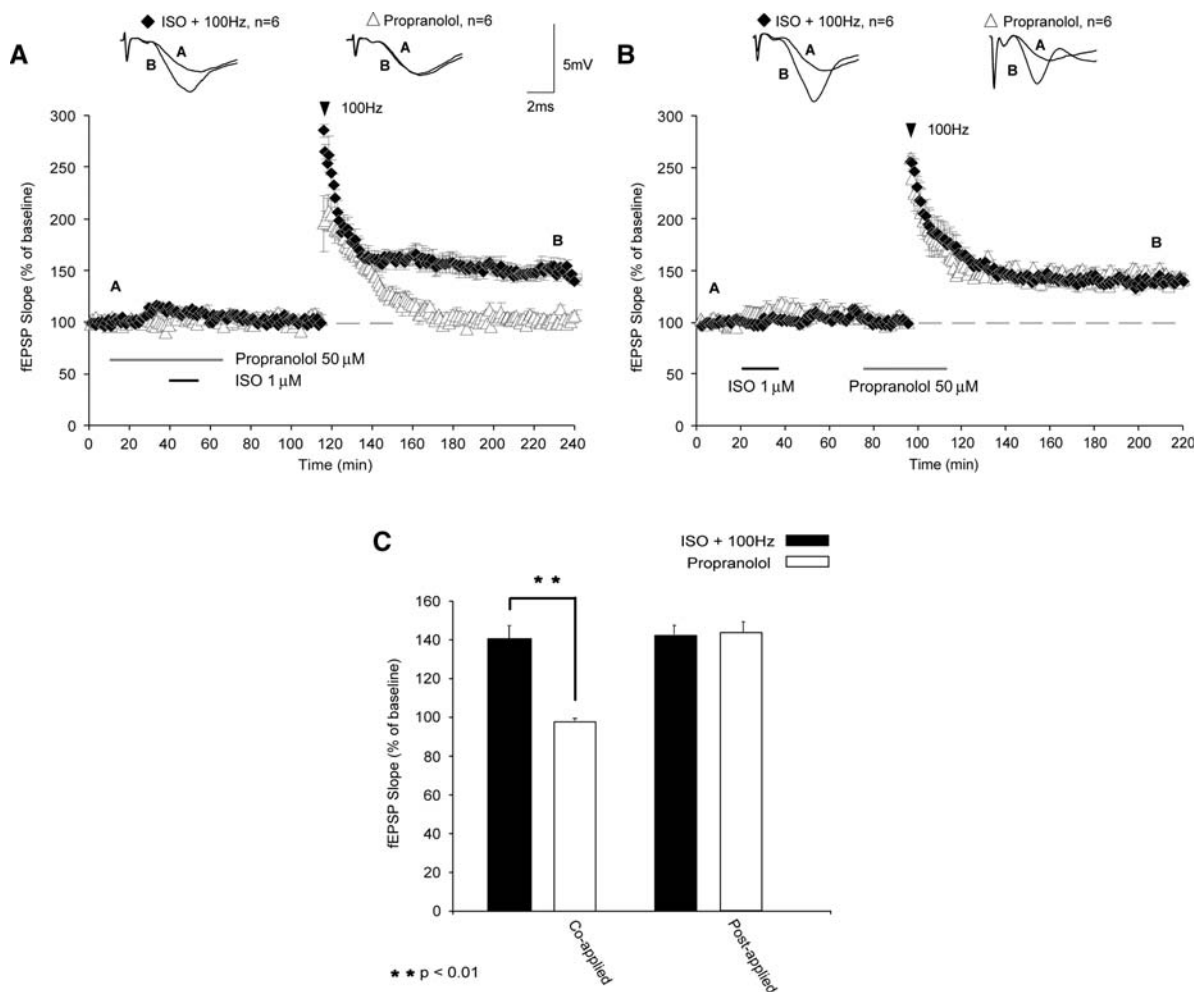 A
◆ ISO + 100Hz, n=6
△ Propranolol, n=6
A
B
A
B
5mV
2ms
100Hz
fEPSP Slope (% of baseline)
300
250
200
150
100
50
0
A
B
Propranolol 50 μM
ISO 1 μM
0 20 40 60 80 100 120 140 160 180 200 220 240
Time (min)
B
◆ ISO + 100Hz, n=6
△ Propranolol, n=6
A
B
A
B
100Hz
fEPSP Slope (% of baseline)
300
250
200
150
100
50
0
A
B
ISO 1 μM
Propranolol 50 μM
0 20 40 60 80 100 120 140 160 180 200 220
Time (min)
C
ISO + 100Hz
Propranolol
**
fEPSP Slope (% of baseline)
160
140
120
100
80
60
40
20
0
Co-applied
Post-applied
** p < 0.01